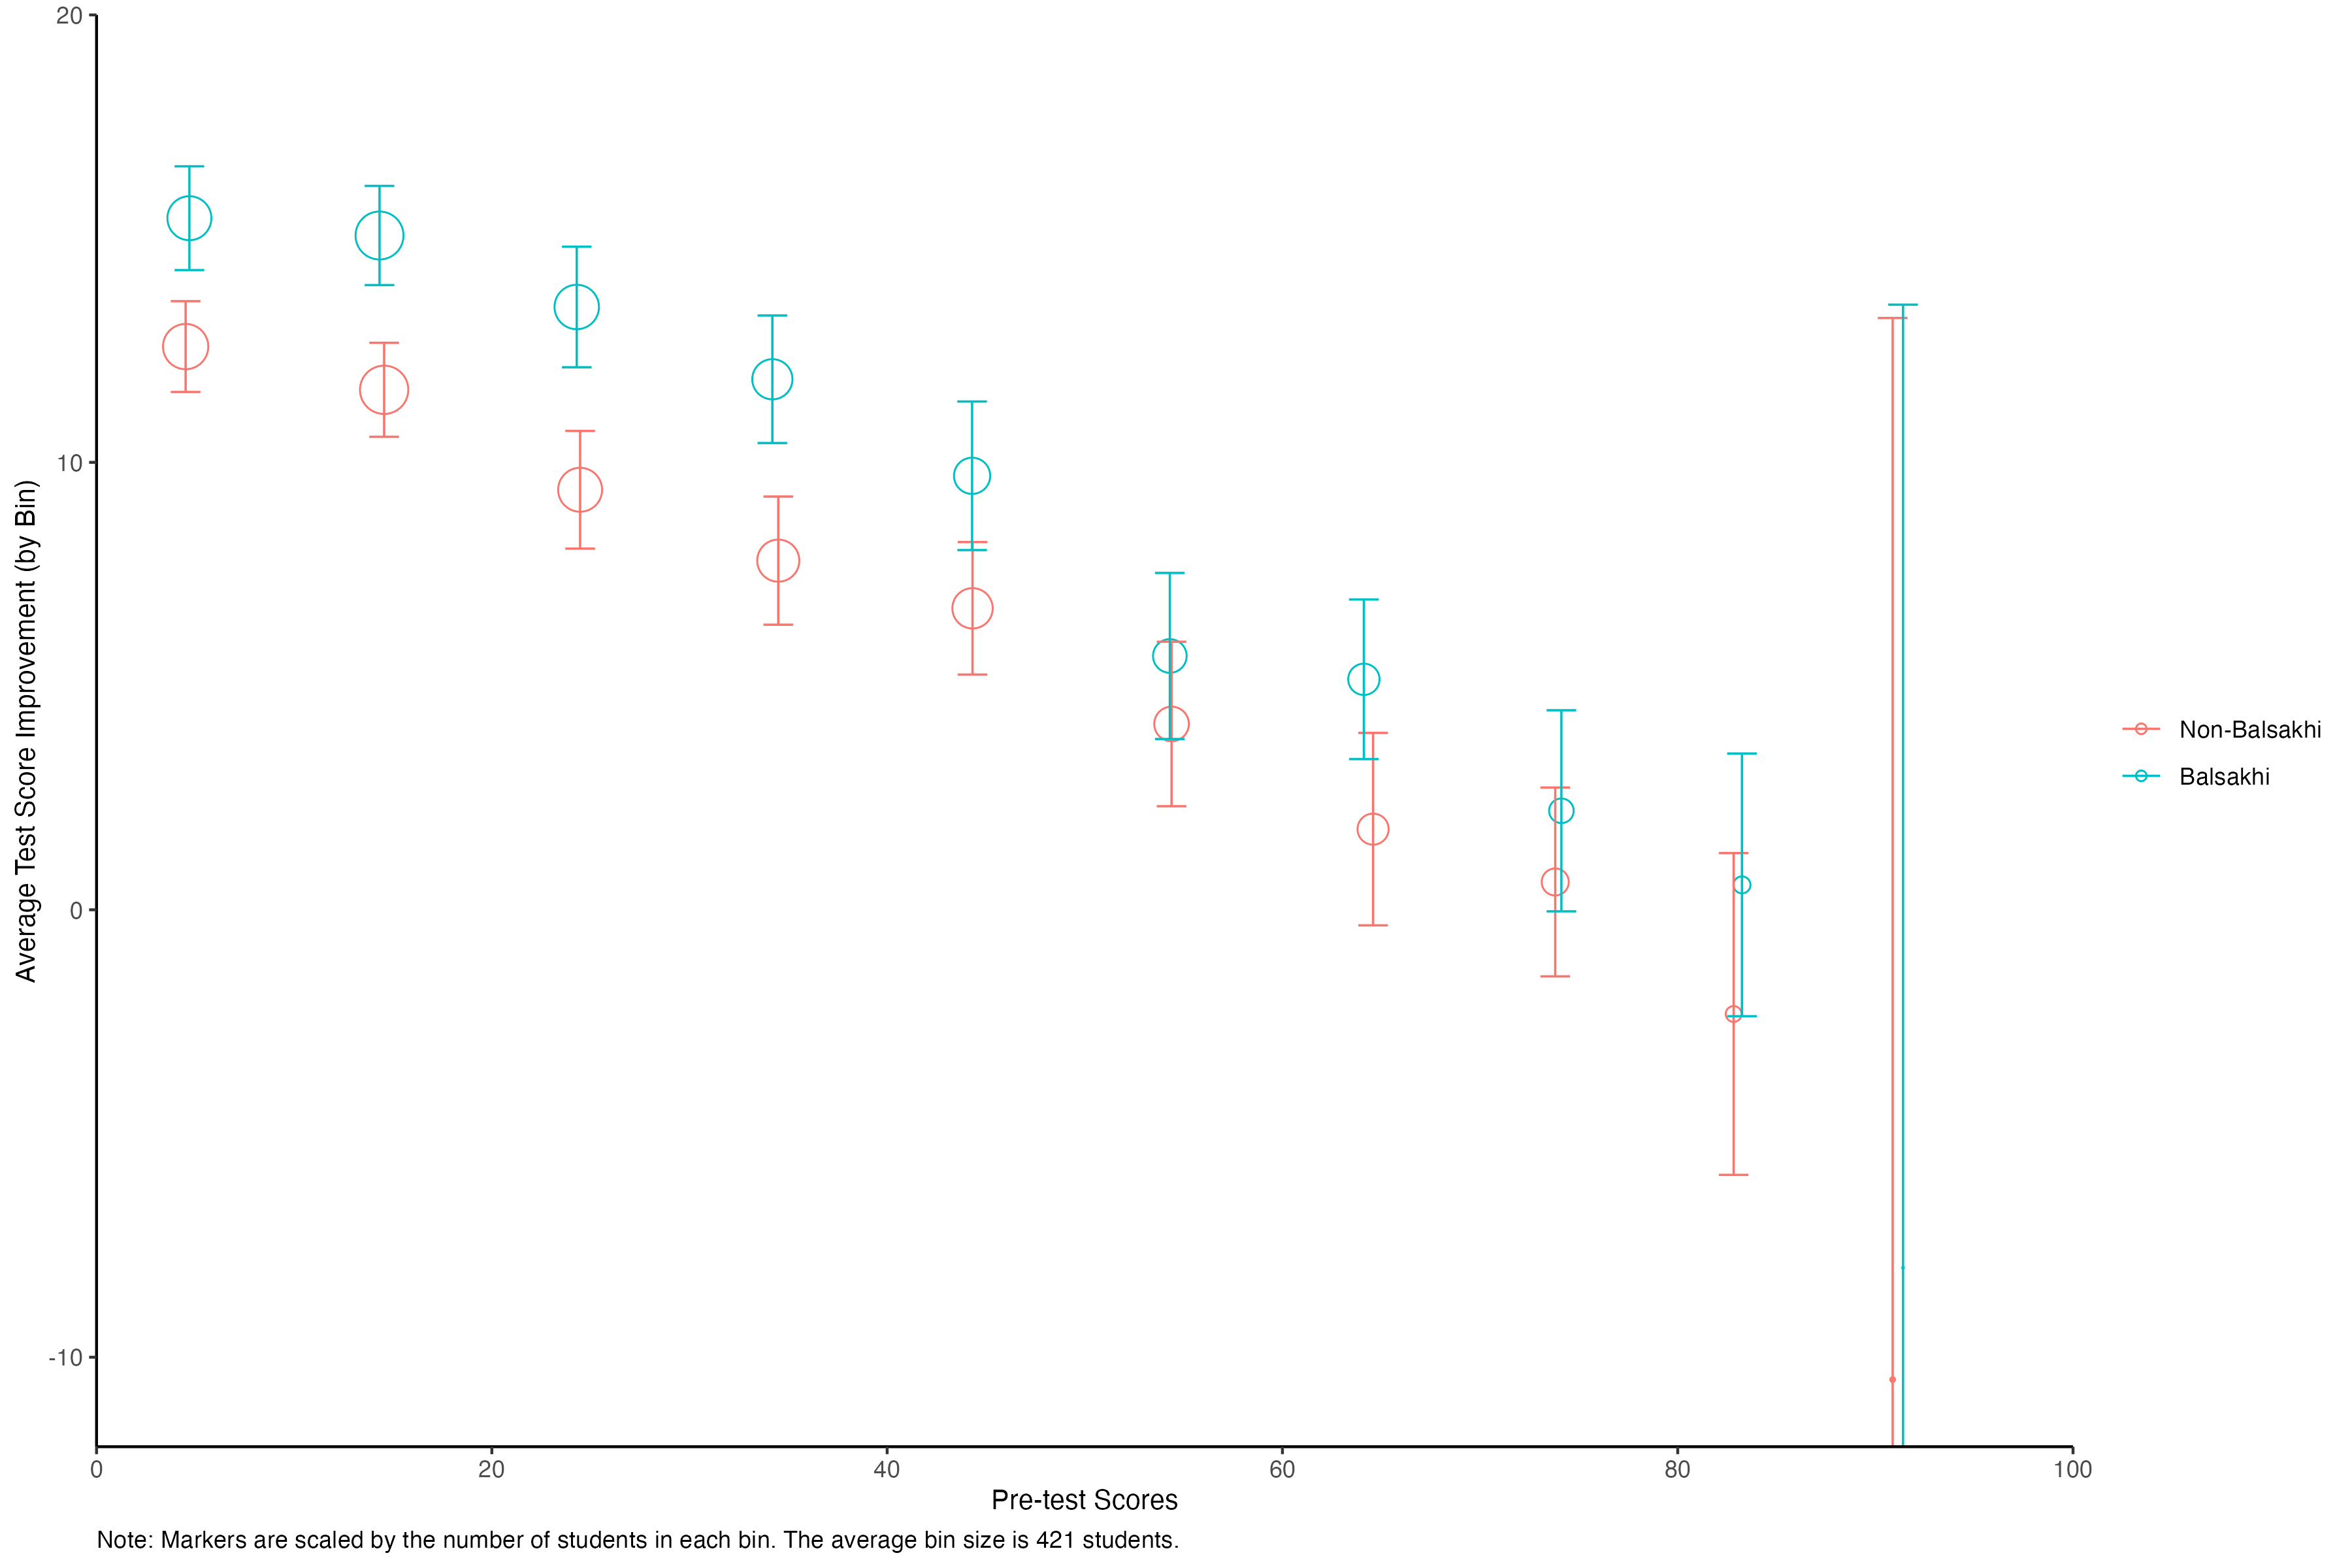 20
10
0
-10
Average Test Score Improvement (by Bin)
Non-Balsakhi
Balsakhi
0 20 40 60 80 100
Pre-test Scores
Note: Markers are scaled by the number of students in each bin. The average bin size is 421 students.